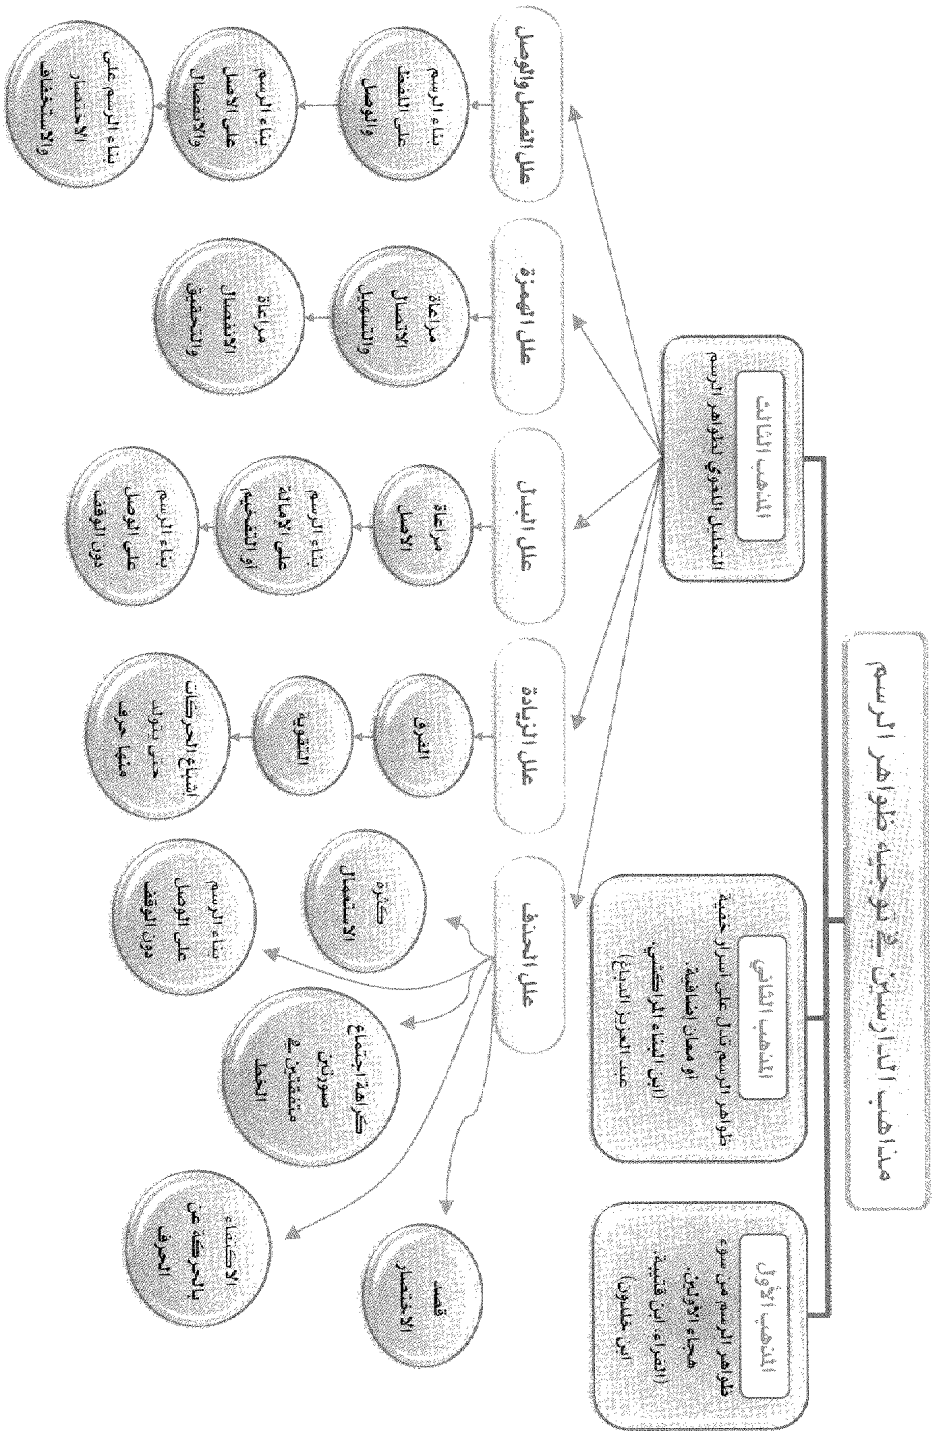 مذاهب الدارسين في توجيه ظواهر الرسم
المذهب الأول
ظواهر الرسم من سوء
هجاء الأولين.
(الفراء، ابن قتيبة،
ابن خلدون)
المذهب الثاني
ظواهر الرسم تدل على أسرار خفية
أو معان إضافية.
(ابن البناء المراكشي،
عبد العزيز الدباغ)
المذهب الثالث
التعليل اللغوي لظواهر الرسم
علل الحذف
قصد
الاختصار
الاكتفاء
بالحركة عن
الحرف
كراهة اجتماع
صورتين
متفقتين في
الخط
بناء الرسم
على الوصل
دون الوقف
كثرة
الاستعمال
علل الزيادة
الفرق
التقوية
إشباع الحركات
حتى يتولد
منها حرف
علل البدل
مراعاة
الأصل
بناء الرسم
على الإمالة
أو التفخيم
بناء الرسم
على الوصل
دون الوقف
علل الهمزة
مراعاة
الاتصال
والتسهيل
مراعاة
الانفصال
والتحقيق
علل الفصل والوصل
بناء الرسم
على اللفظ
والوصل
بناء الرسم
على الأصل
والانفصال
بناء الرسم على
الاختصار
والاستخفاف